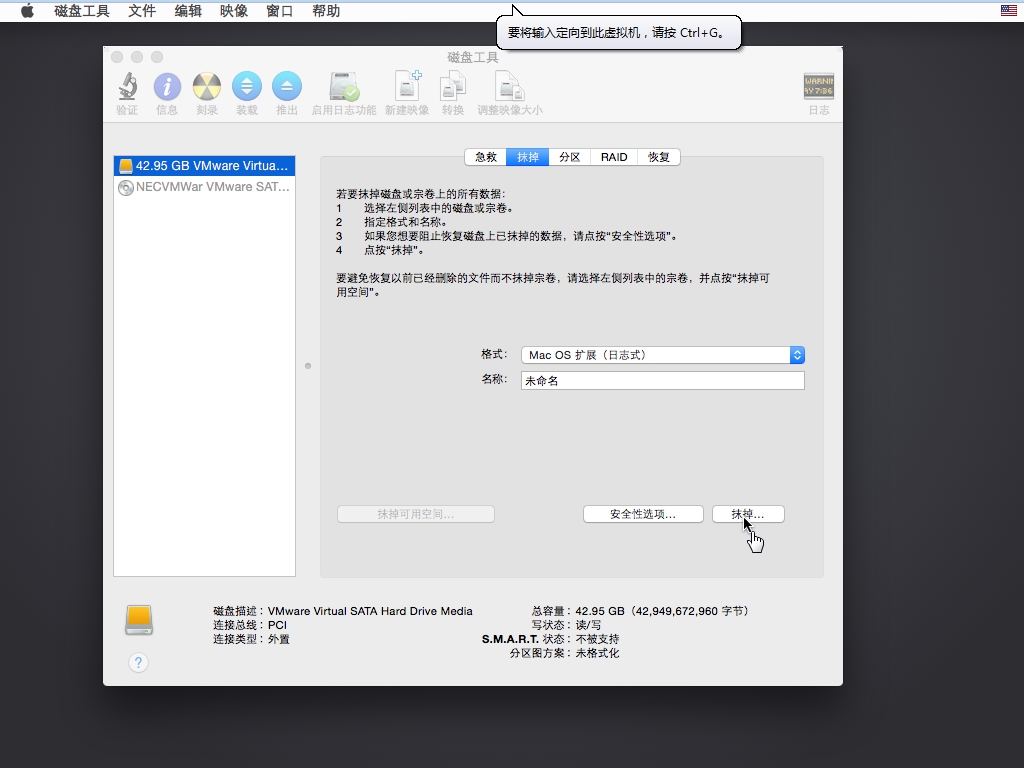 磁盘工具 文件 编辑 映像 窗口 帮助
要将输入定向到此虚拟机，请按 Ctrl+G。
磁盘工具
验证 信息 刻录 装载 推出 启用日志功能 新建映像 转换 调整映像大小 日志
WARNIN
AY7:86
42.95 GB VMware Virtua...
NECVMWar VMware SAT...
急救 抹掉 分区 RAID 恢复
若要抹掉磁盘或宗卷上的所有数据：
1 选择左侧列表中的磁盘或宗卷。
2 指定格式和名称。
3 如果您想要阻止恢复磁盘上已抹掉的数据，请点按“安全性选项”。
4 点按“抹掉”。
要避免恢复以前已经删除的文件而不抹掉宗卷，请选择左侧列表中的宗卷，并点按“抹掉可
用空间”。
格式： Mac OS 扩展（日志式）
名称： 未命名
抹掉可用空间... 安全性选项... 抹掉...
磁盘描述：VMware Virtual SATA Hard Drive Media
连接总线：PCI
连接类型：外置
总容量：42.95 GB（42,949,672,960 字节）
写状态：读/写
S.M.A.R.T. 状态：不被支持
分区图方案：未格式化
?